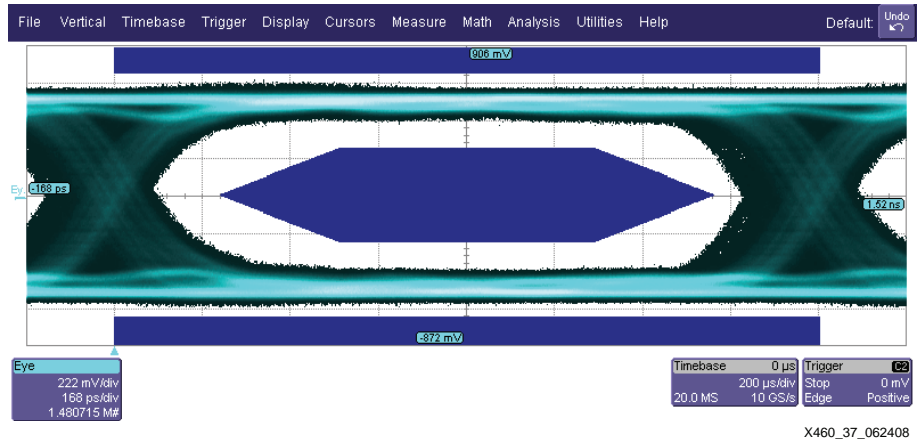 File Vertical Timebase Trigger Display Cursors Measure Math Analysis Utilities Help Default: Undo
906 mV
Ey. -168 ps
1.52 ns
-872 mV
Eye
222 mV/div
168 ps/div
1.480715 M#
Timebase 0 µs
200 µs/div
20.0 MS 10 GS/s
Trigger C2
Stop 0 mV
Edge Positive
X460_37_062408